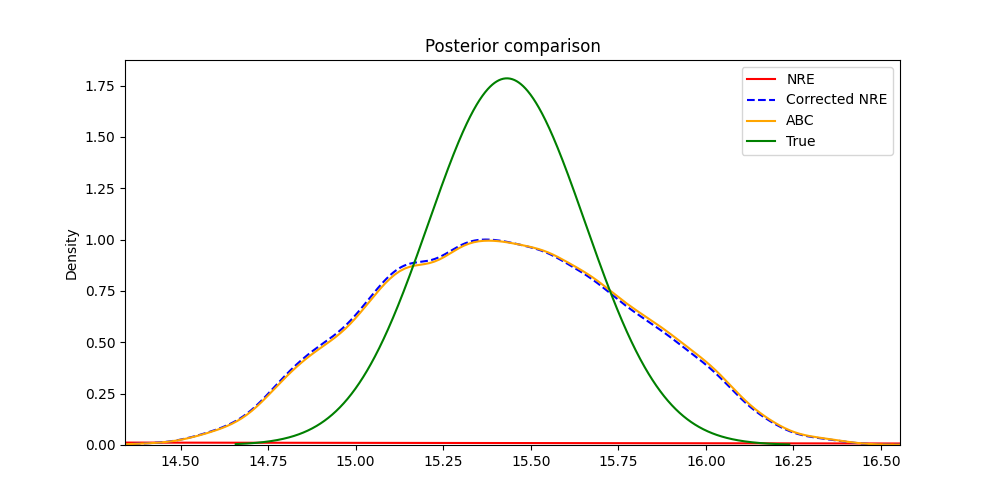 Posterior comparison
NRE
Corrected NRE
ABC
True
Density
1.75
1.50
1.25
1.00
0.75
0.50
0.25
0.00
14.50 14.75 15.00 15.25 15.50 15.75 16.00 16.25 16.50